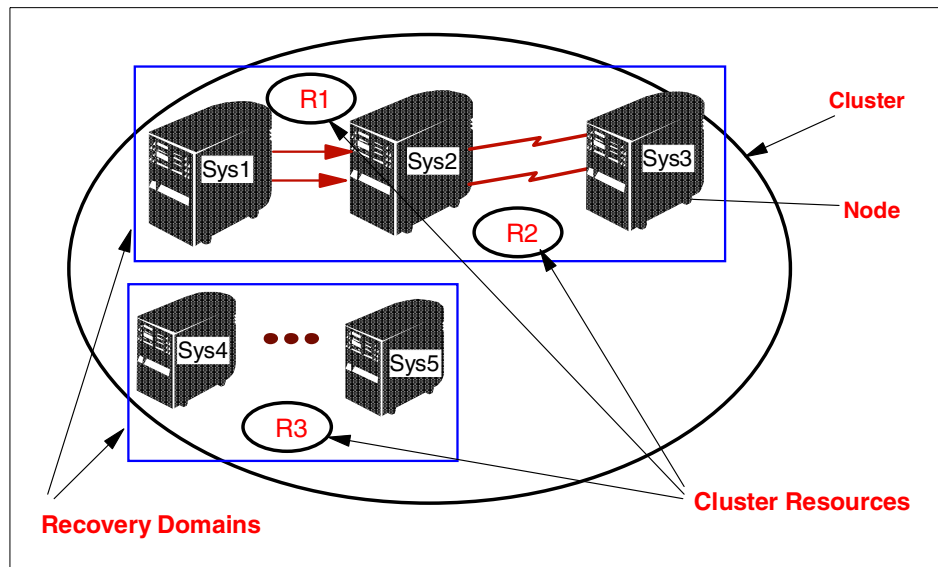 R1
Cluster
Sys1
Sys2
Sys3
Node
R2
Sys4
Sys5
R3
Cluster Resources
Recovery Domains